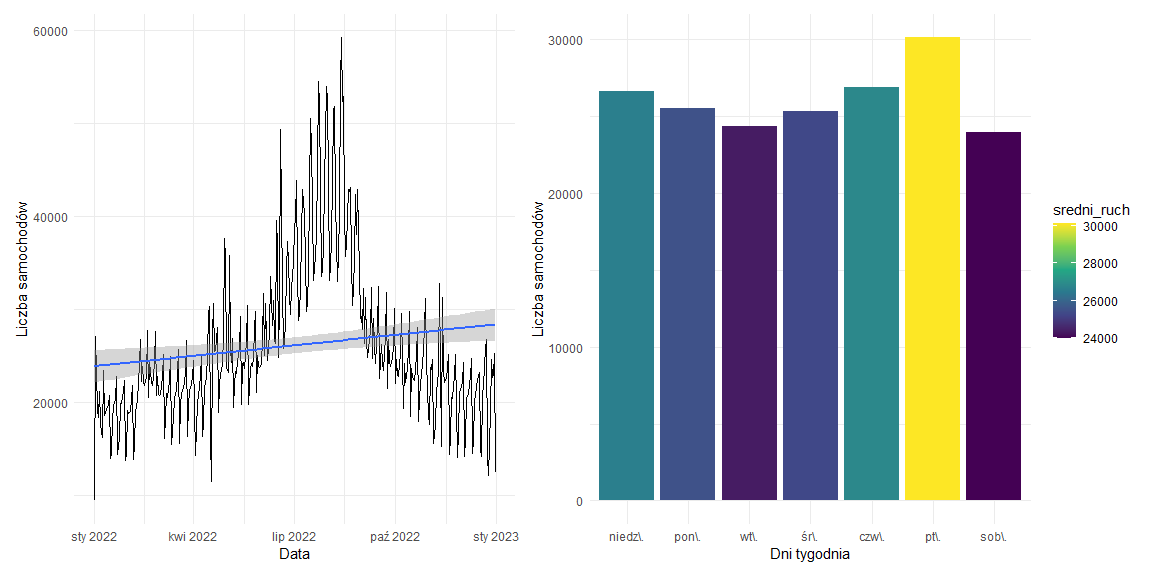 60000
40000
20000
Liczba samochodów
sty 2022
kwi 2022
lip 2022
paź 2022
sty 2023
Data
30000
20000
10000
0
Liczba samochodów
niedz\.
pon\.
wt\.
śr\.
czw\.
pt\.
sob\.
Dni tygodnia
sredni_ruch
30000
28000
26000
24000